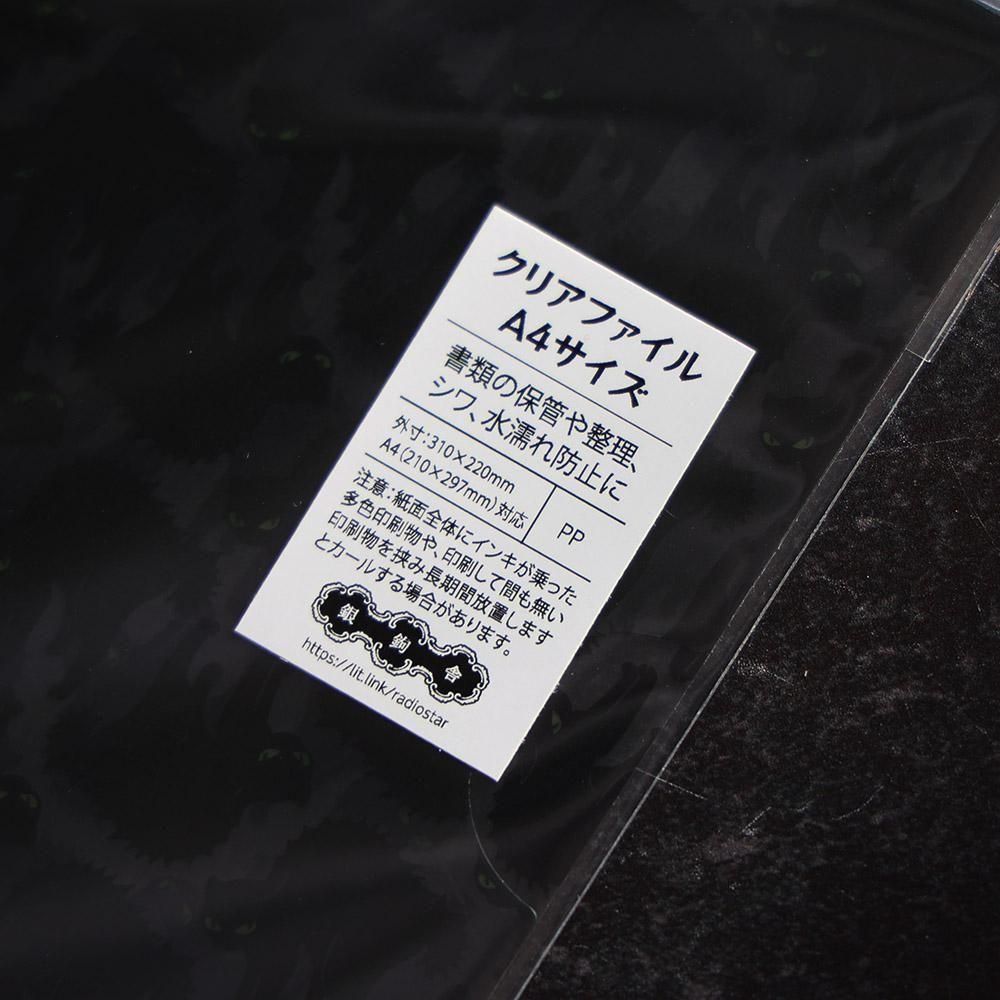 クリアファイル
A4サイズ
書類の保管や整理、
シワ、水濡れ防止に
外寸:310×220mm
A4(210×297mm)対応
PP
注意:紙面全体にインキが乗った
多色印刷物や、印刷して間も無い
印刷物を挟み長期間放置します
とカールする場合があります。
銀鉤舎
https://lit.link/radiostar